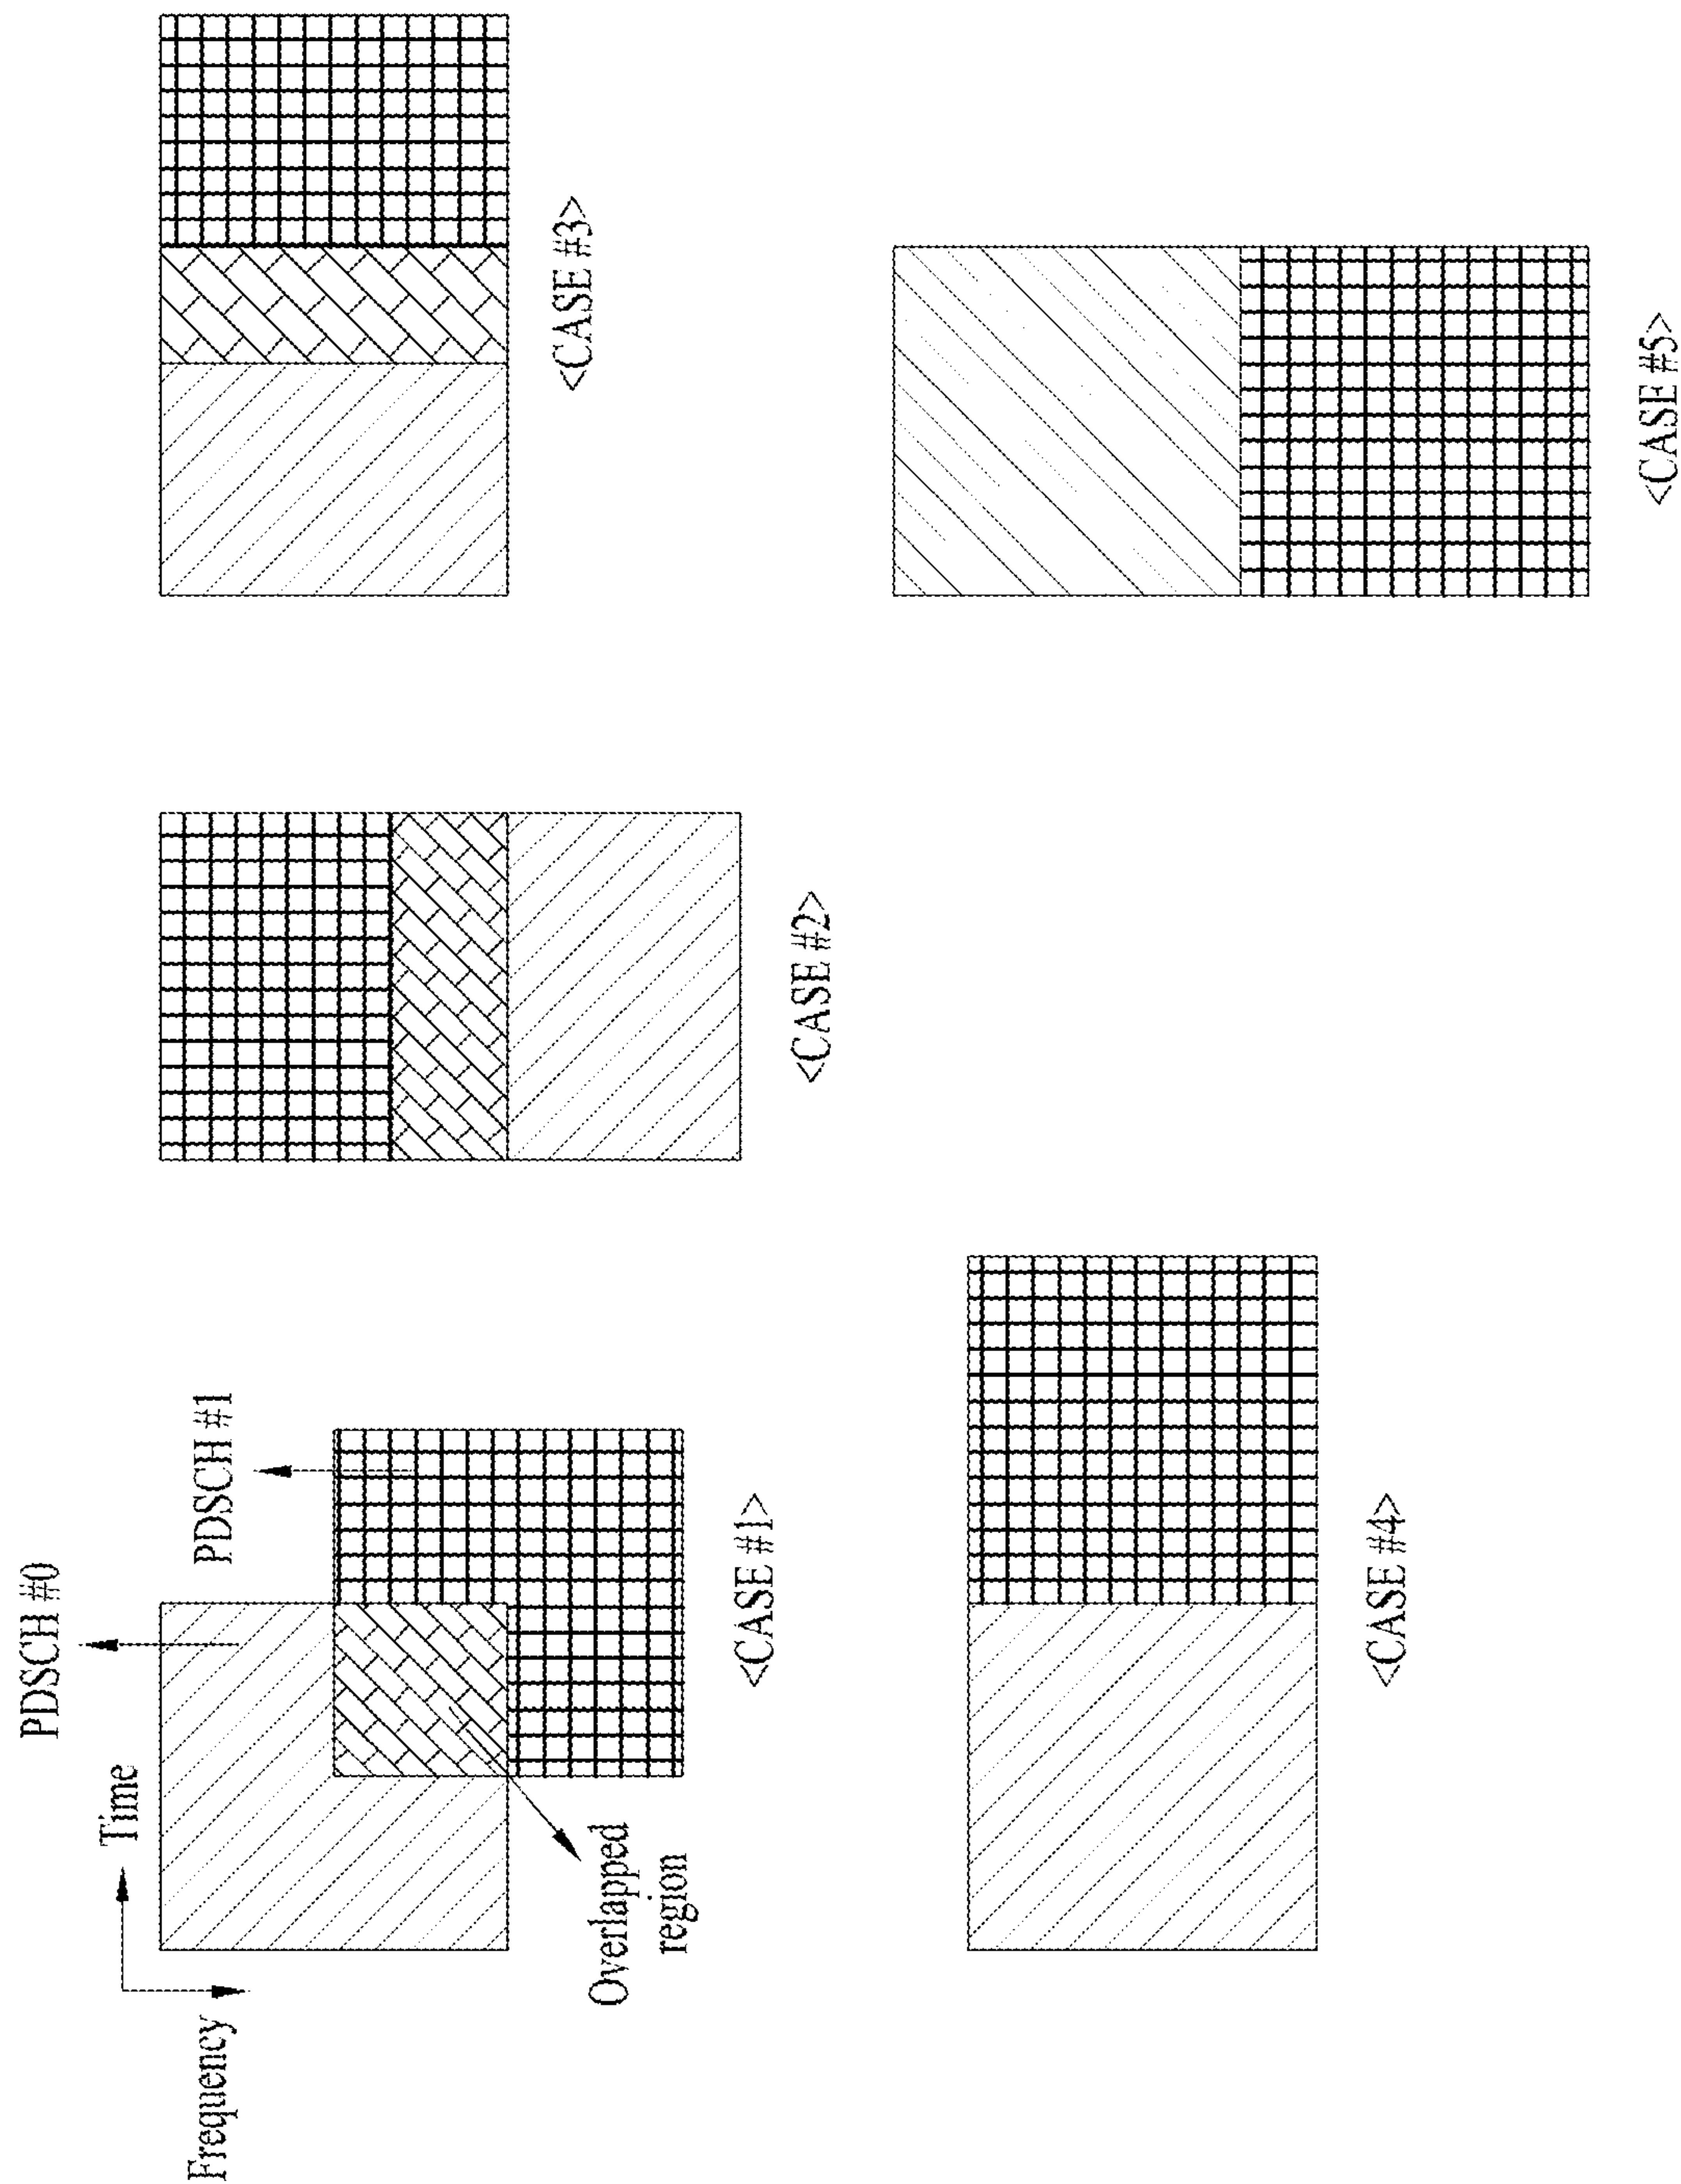 PDSCH #0
Time
Frequency
PDSCH #1
Overlapped
region
<CASE #1>
<CASE #2>
<CASE #3>
<CASE #4>
<CASE #5>